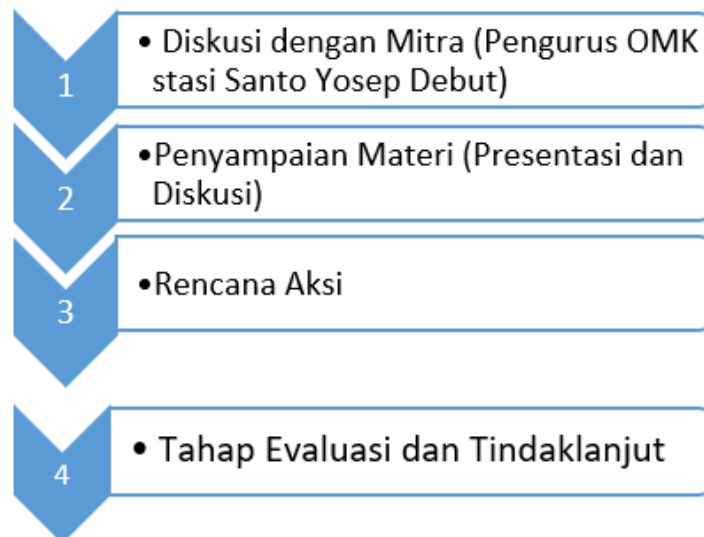 1
• Diskusi dengan Mitra (Pengurus OMK
stasi Santo Yosep Debut)
2
•Penyampaian Materi (Presentasi dan
Diskusi)
3
•Rencana Aksi
4
• Tahap Evaluasi dan Tindaklanjut